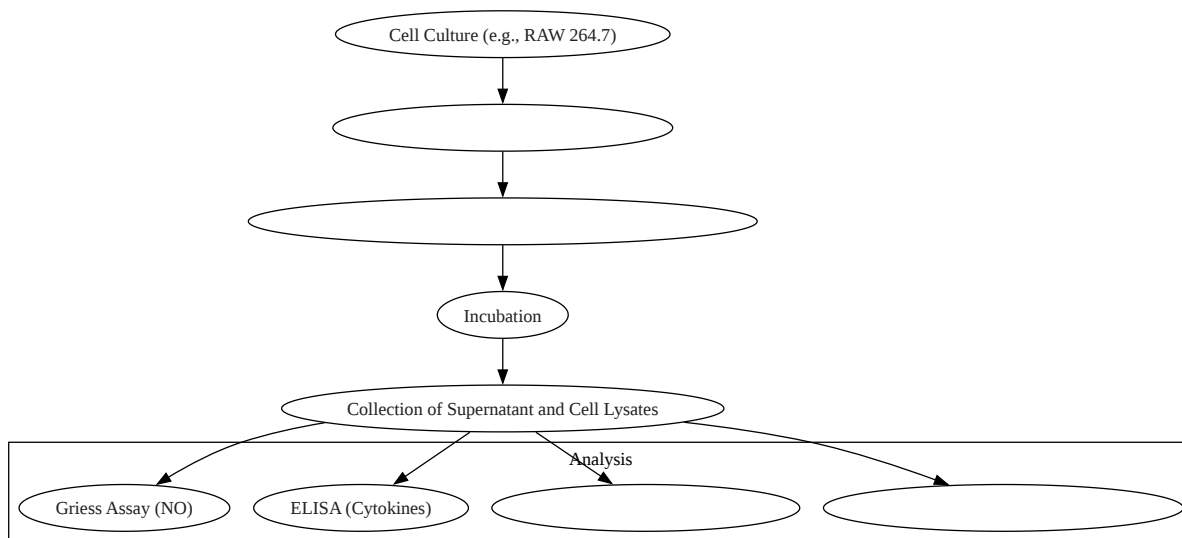 Cell Culture (e.g., RAW 264.7)
Incubation
Collection of Supernatant and Cell Lysates
Analysis
Griess Assay (NO)
ELISA (Cytokines)